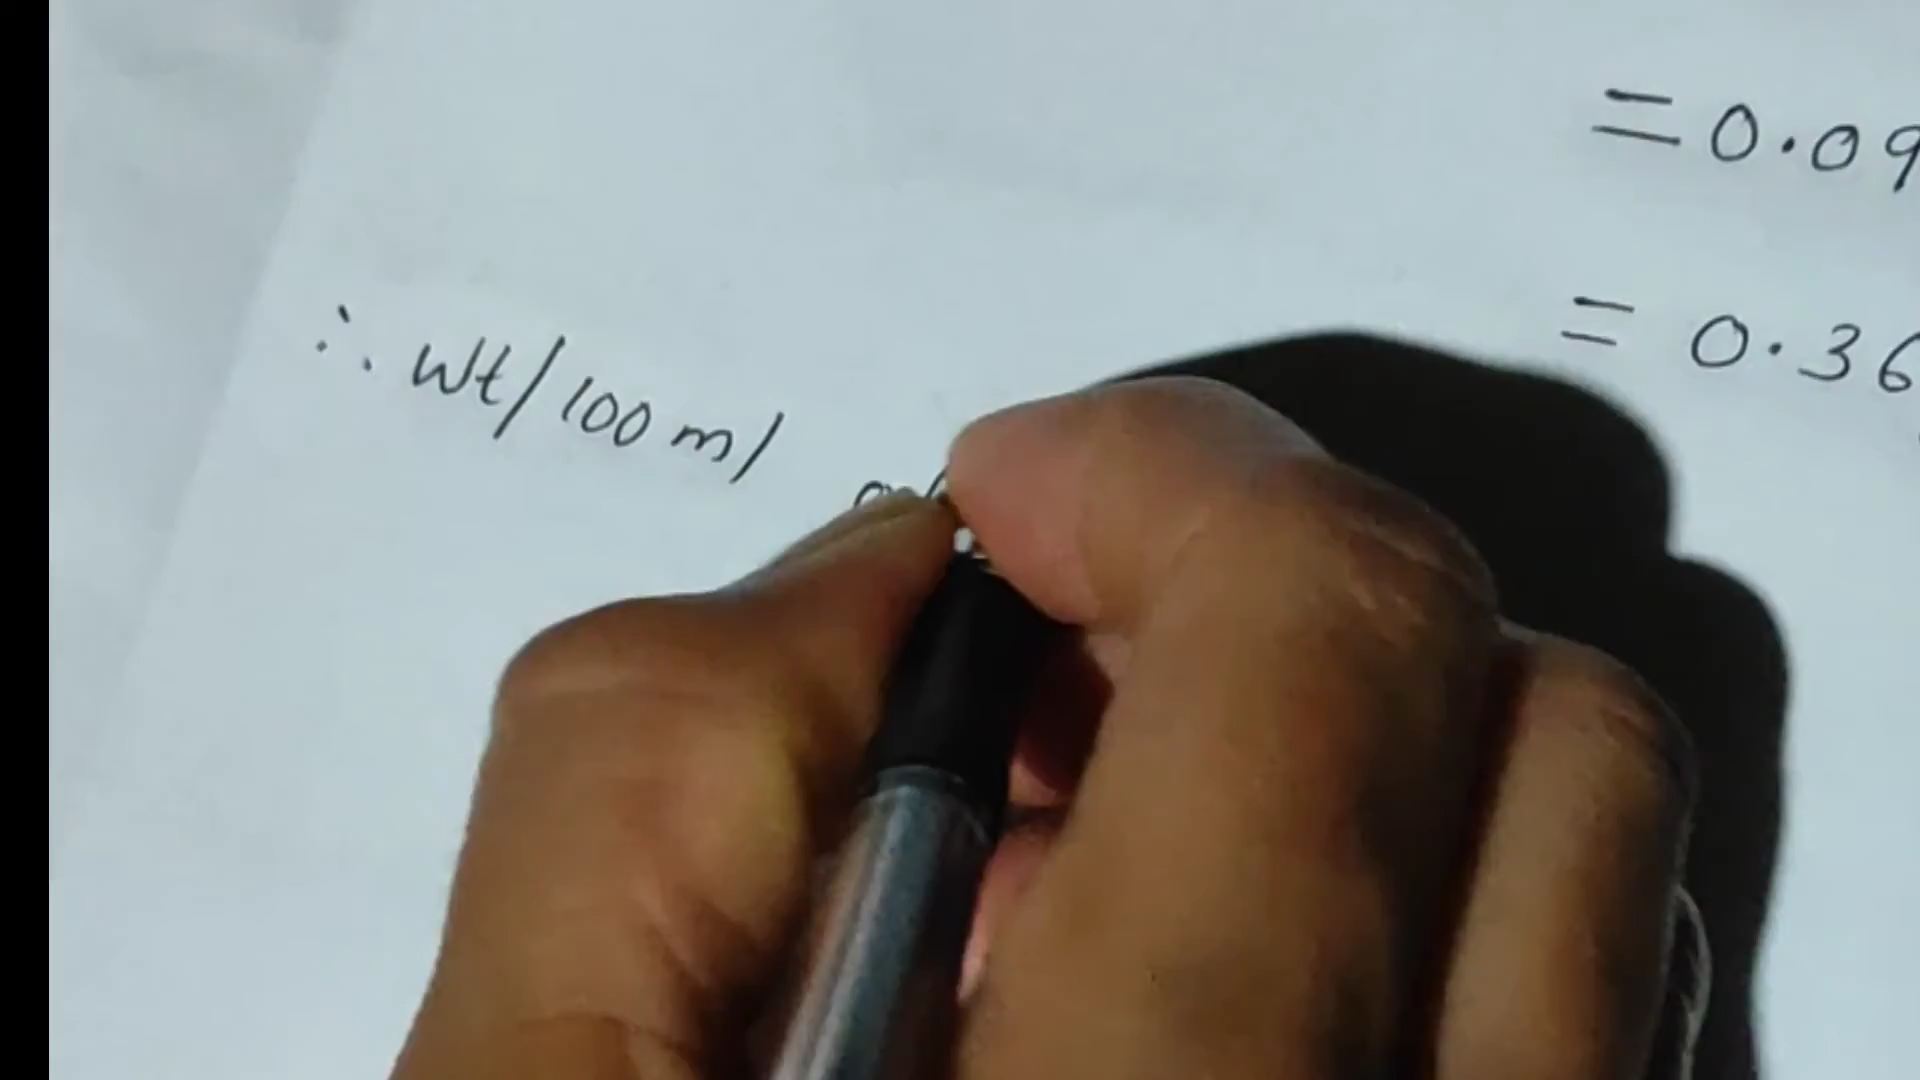 = 0.09
= 0.36
∴ Wt/100 ml